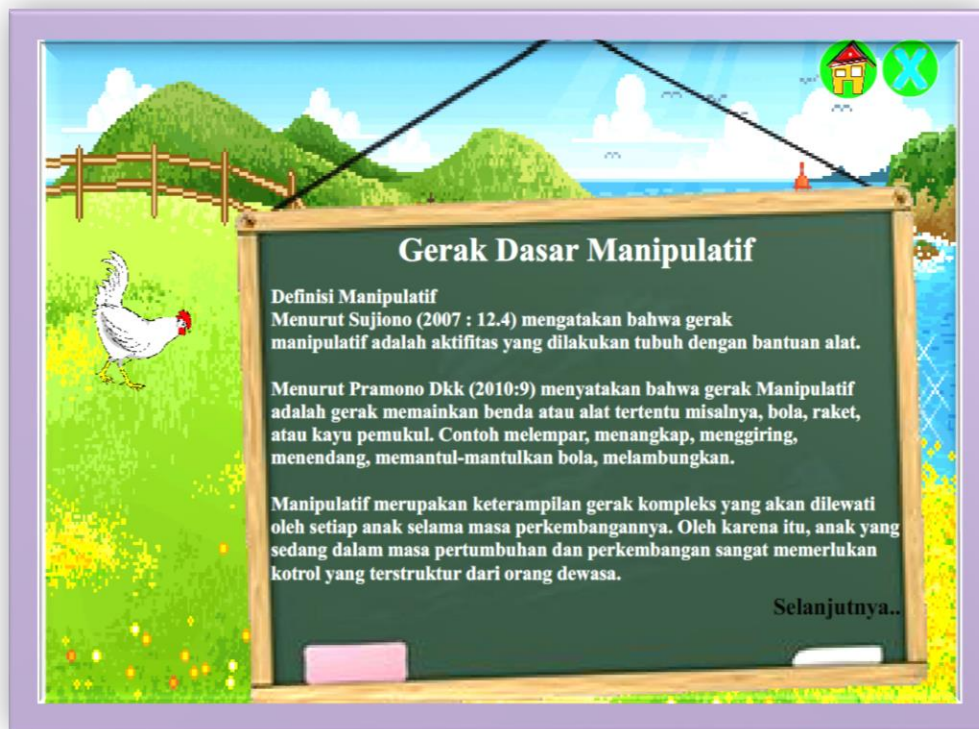 Gerak Dasar Manipulatif
Definisi Manipulatif
Menurut Sujiono (2007 : 12.4) mengatakan bahwa gerak
manipulatif adalah aktifitas yang dilakukan tubuh dengan bantuan alat.
Menurut Pramono Dkk (2010:9) menyatakan bahwa gerak Manipulatif
adalah gerak memainkan benda atau alat tertentu misalnya, bola, raket,
atau kayu pemukul. Contoh melempar, menangkap, menggiring,
menendang, memantul-mantulkan bola, melambungkan.
Manipulatif merupakan keterampilan gerak kompleks yang akan dilewati
oleh setiap anak selama masa perkembangannya. Oleh karena itu, anak yang
sedang dalam masa pertumbuhan dan perkembangan sangat memerlukan
kotrol yang terstruktur dari orang dewasa.
Selanjutnya..